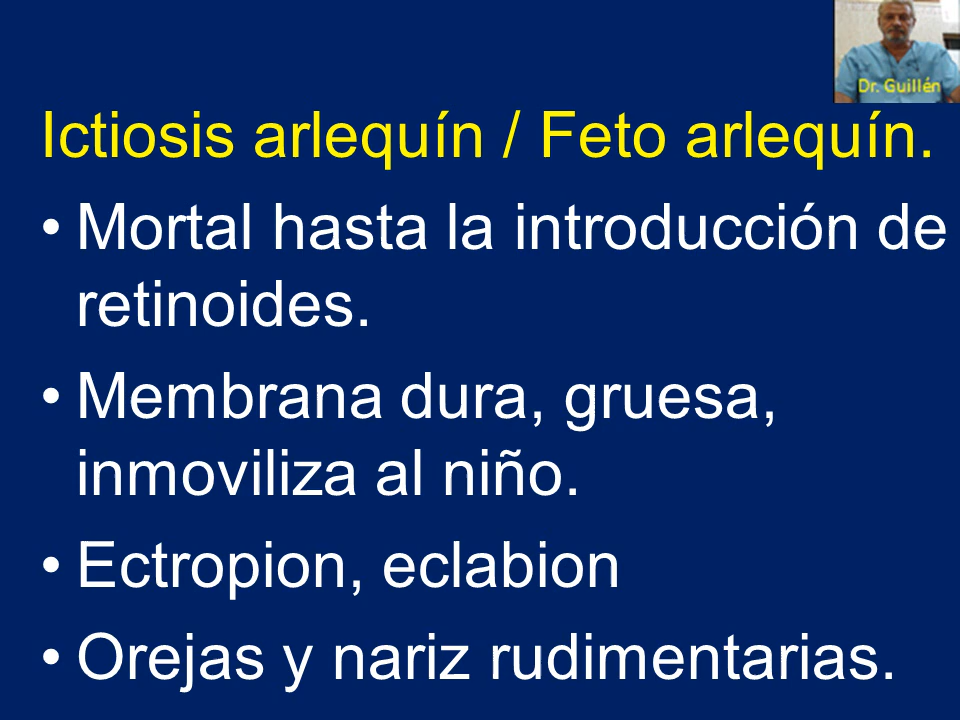 Dr. Guillén
Ictiosis arlequín / Feto arlequín.
• Mortal hasta la introducción de
retinoides.
• Membrana dura, gruesa,
inmoviliza al niño.
• Ectropion, eclabion
• Orejas y nariz rudimentarias.